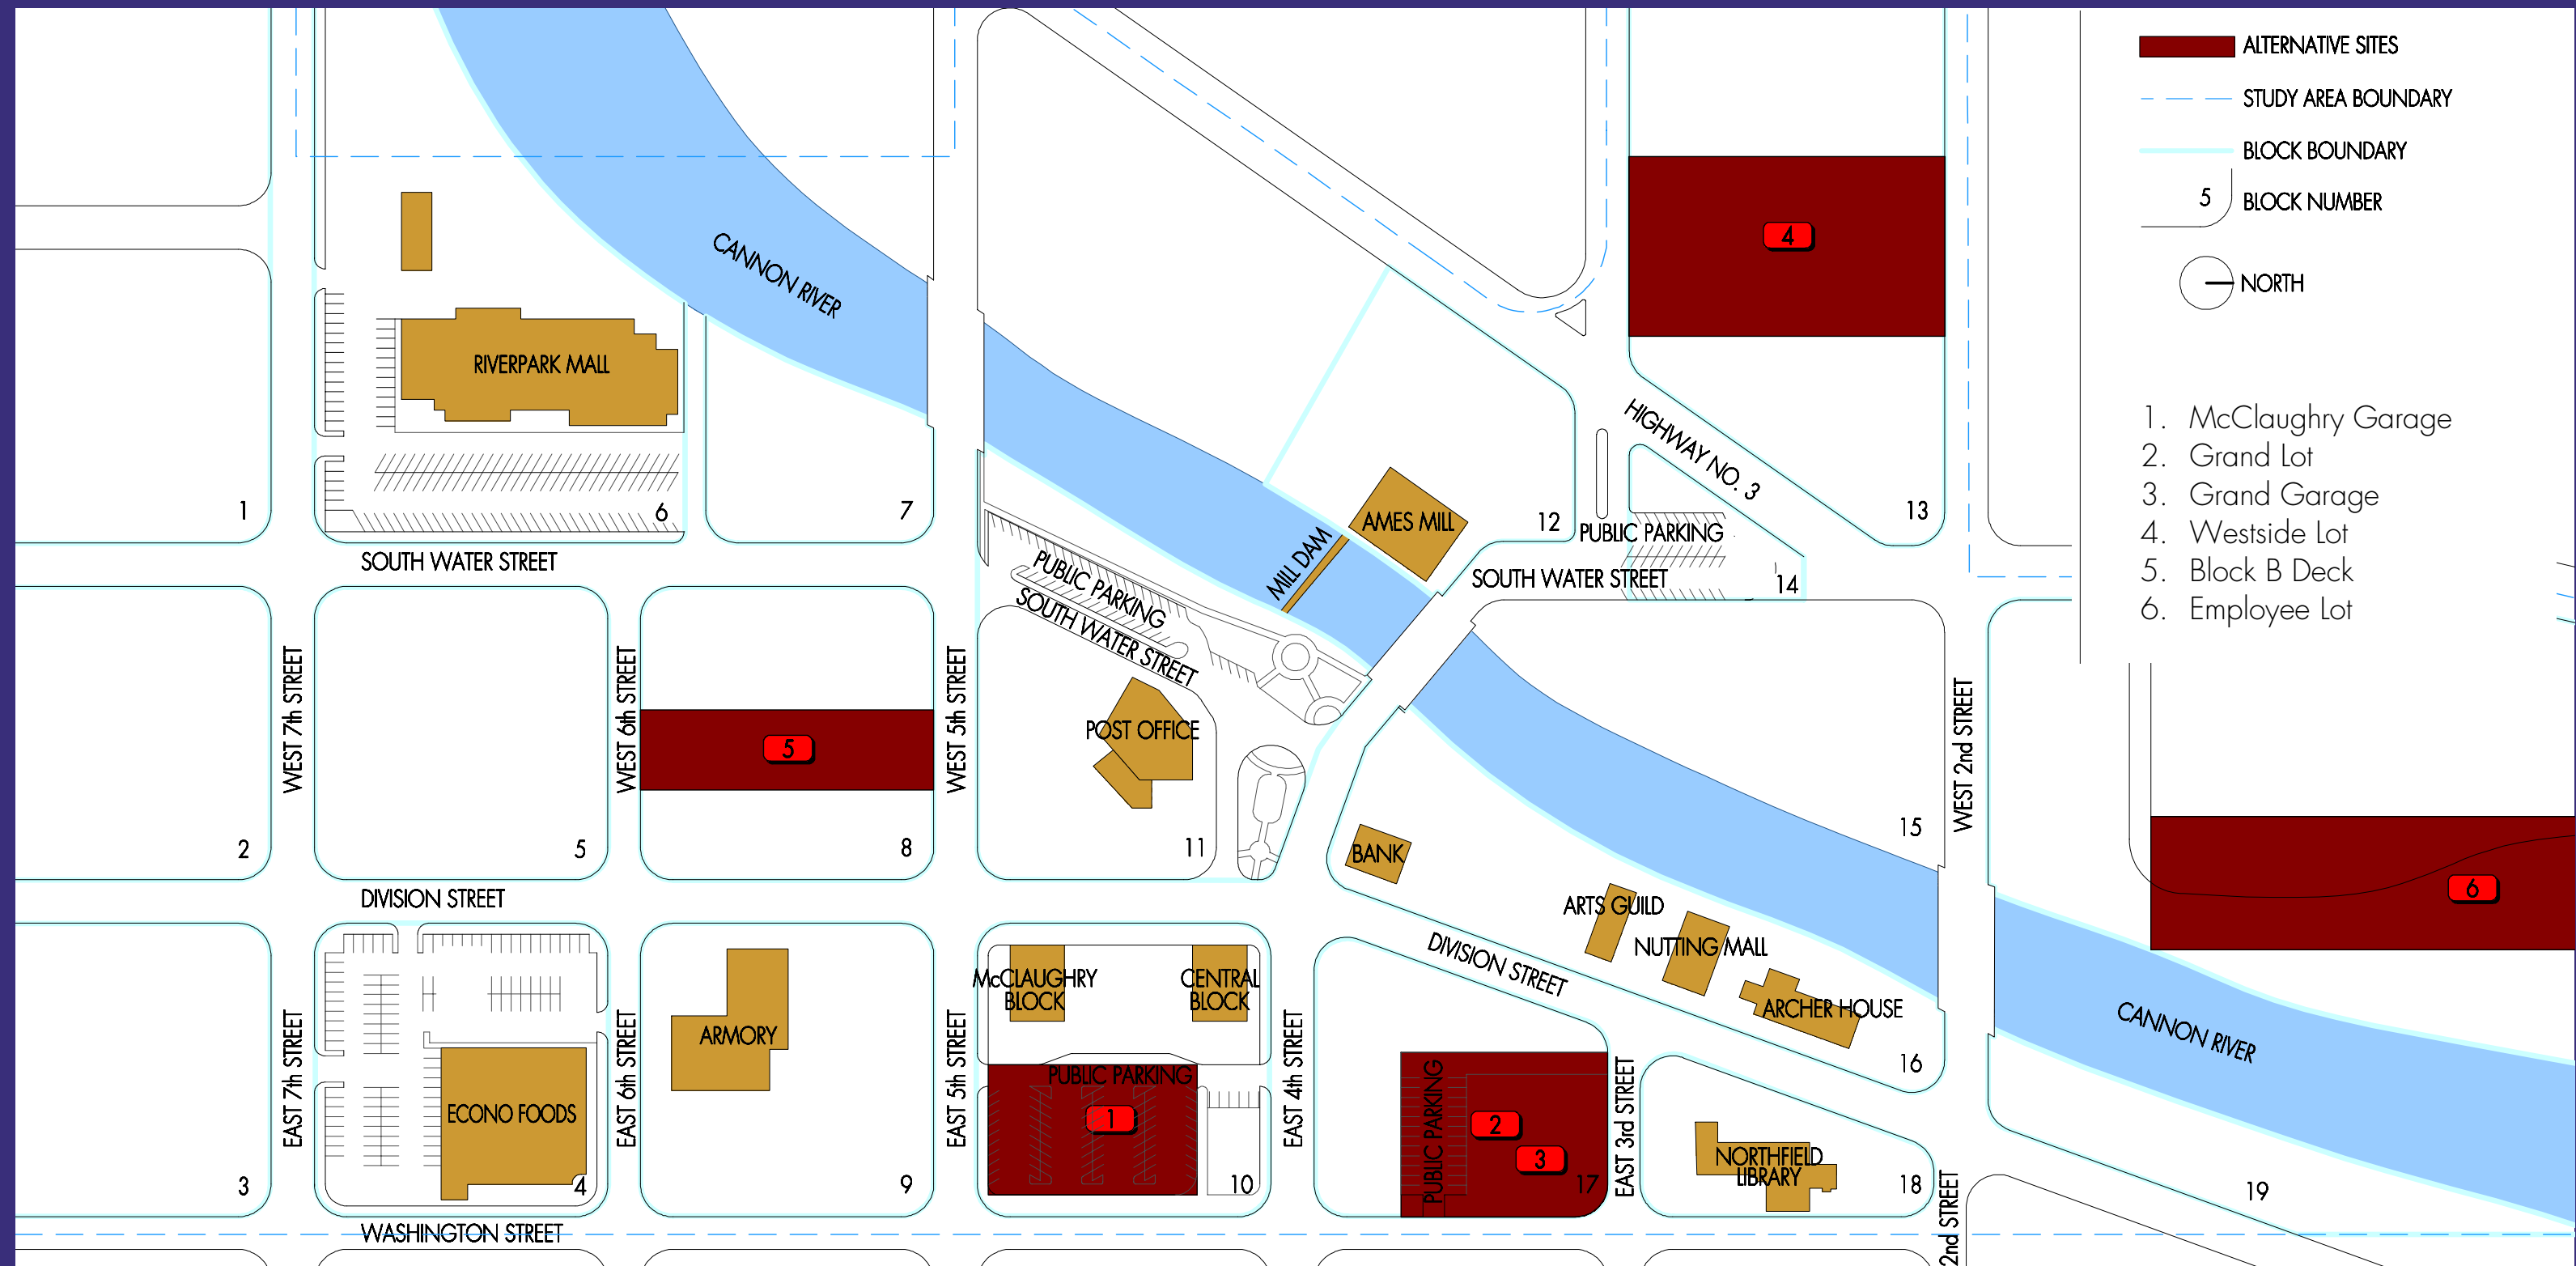 ALTERNATIVE SITES
STUDY AREA BOUNDARY
BLOCK BOUNDARY
5
BLOCK NUMBER
NORTH
1. McClaughry Garage
2. Grand Lot
3. Grand Garage
4. Westside Lot
5. Block B Deck
6. Employee Lot
CANNON RIVER
4
RIVERPARK MALL
HIGHWAY NO. 3
1
6
7
AMES MILL
12
PUBLIC PARKING
13
SOUTH WATER STREET
PUBLIC PARKING
MILL DAM
SOUTH WATER STREET
14
SOUTH WATER STREET
WEST 7th STREET
WEST 6th STREET
5
WEST 5th STREET
POST OFFICE
WEST 2nd STREET
2
5
8
11
BANK
15
6
DIVISION STREET
ARTS GUILD
NUTTING MALL
DIVISION STREET
McCLAUGHRY
BLOCK
CENTRAL
BLOCK
ARCHER HOUSE
CANNON RIVER
ARMORY
16
EAST 7th STREET
ECONO FOODS
EAST 6th STREET
EAST 5th STREET
PUBLIC PARKING
1
EAST 4th STREET
PUBLIC PARKING
2
3
EAST 3rd STREET
NORTHFIELD
LIBRARY
3
4
9
10
17
18
19
2nd STREET
WASHINGTON STREET